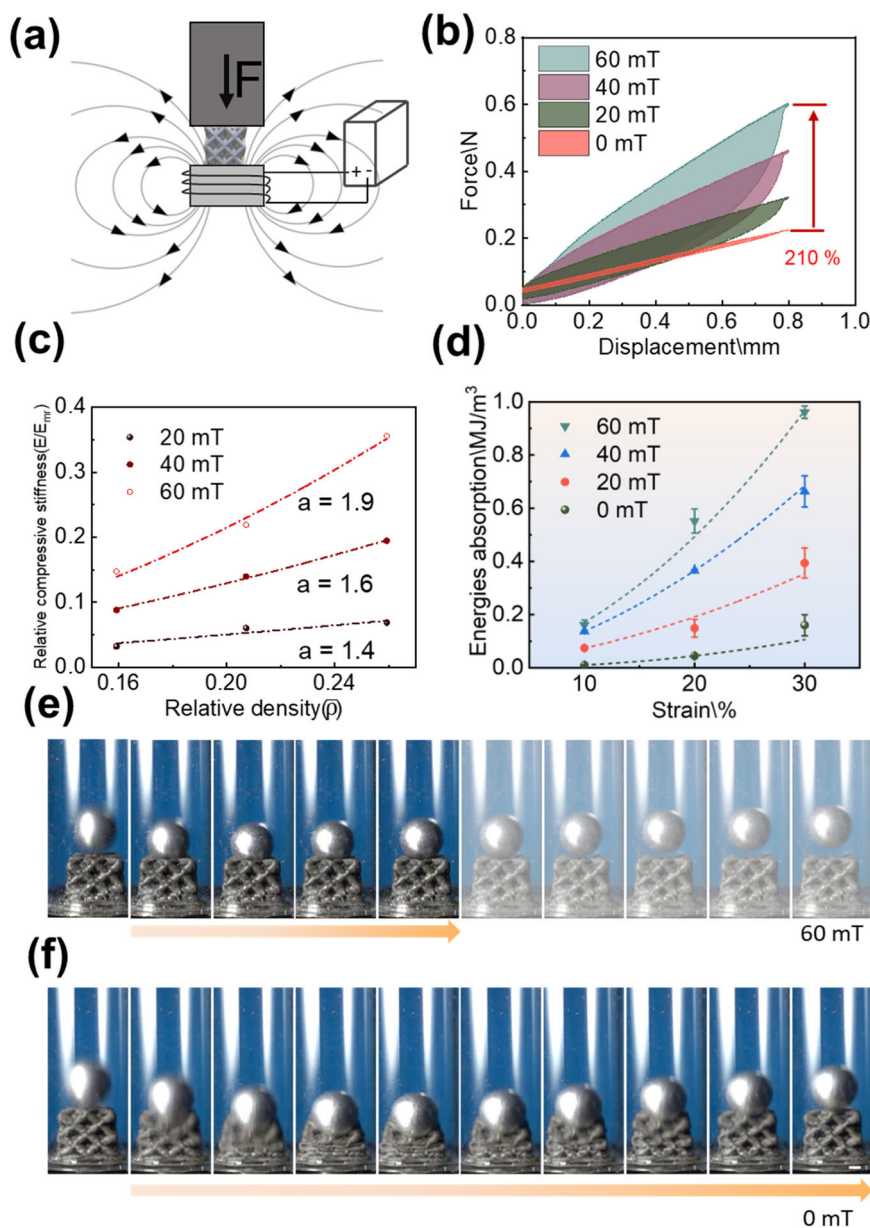 (a)
F
+ -
(b)
0.8
0.6
0.4
0.2
0.0
Force\N
60 mT
40 mT
20 mT
0 mT
210 %
0.0 0.2 0.4 0.6 0.8 1.0
Displacement\mm
(c)
0.4
0.3
0.2
0.1
0.0
Relative compressive stiffness(E/Emr)
20 mT
40 mT
60 mT
a = 1.9
a = 1.6
a = 1.4
0.16 0.20 0.24
Relative density(ρ)
(d)
1.0
0.8
0.6
0.4
0.2
0.0
Energies absorption\MJ/m³
60 mT
40 mT
20 mT
0 mT
10 20 30
Strain\%
(e)
60 mT
(f)
0 mT